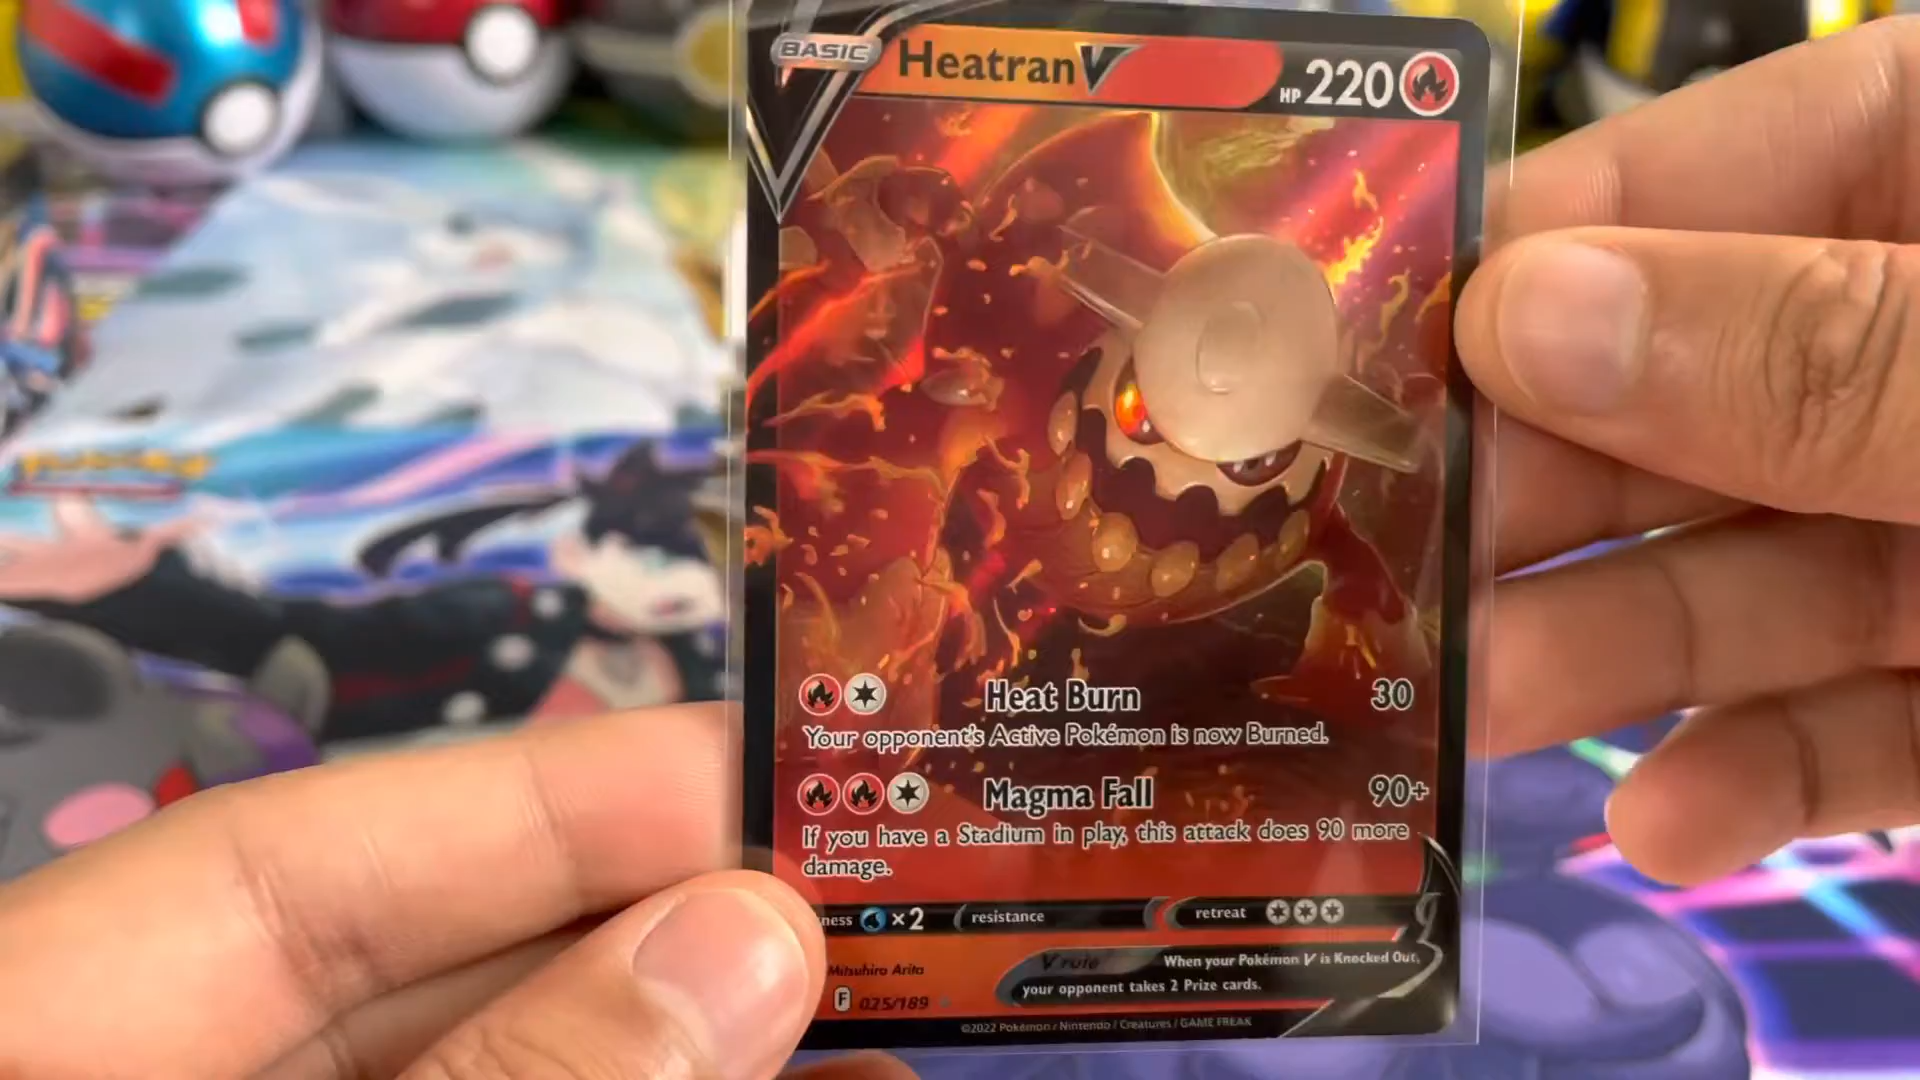 BASIC
Heatran V
HP 220
Heat Burn 30
Your opponent's Active Pokémon is now Burned.
Magma Fall 90+
If you have a Stadium in play, this attack does 90 more
damage.
ness ×2 resistance retreat
Mitsuhiro Arita
F 025/189
V rule When your Pokémon V is Knocked Out,
your opponent takes 2 Prize cards.
©2022 Pokémon / Nintendo / Creatures / GAME FREAK